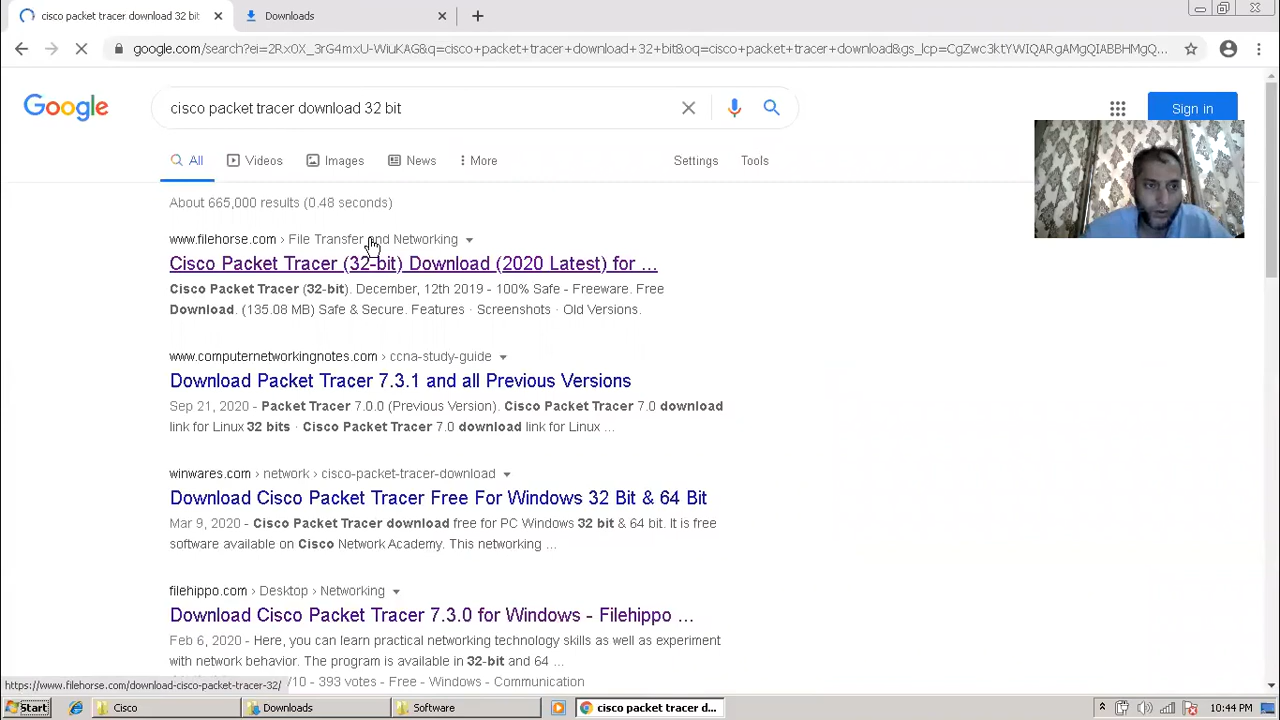 cisco packet tracer download 32 bit
Downloads
google.com/search?ei=2Rx0X_3rG4mxU-WiuKAG&q=cisco+packet+tracer+download+32+bit&oq=cisco+packet+tracer+download&gs_lcp=CgZwc3ktYWIQARgAMgQIABBHMgQ...
Google
cisco packet tracer download 32 bit
Sign in
All
Videos
Images
News
More
Settings
Tools
About 665,000 results (0.48 seconds)
www.filehorse.com › File Transfer and Networking
Cisco Packet Tracer (32-bit) Download (2020 Latest) for ...
Cisco Packet Tracer (32-bit). December, 12th 2019 - 100% Safe - Freeware. Free
Download. (135.08 MB) Safe & Secure. Features · Screenshots · Old Versions.
www.computernetworkingnotes.com › ccna-study-guide
Download Packet Tracer 7.3.1 and all Previous Versions
Sep 21, 2020 - Packet Tracer 7.0.0 (Previous Version). Cisco Packet Tracer 7.0 download
link for Linux 32 bits · Cisco Packet Tracer 7.0 download link for Linux ...
winwares.com › network › cisco-packet-tracer-download
Download Cisco Packet Tracer Free For Windows 32 Bit & 64 Bit
Mar 9, 2020 - Cisco Packet Tracer download free for PC Windows 32 bit & 64 bit. It is free
software available on Cisco Network Academy. This networking ...
filehippo.com › Desktop › Networking
Download Cisco Packet Tracer 7.3.0 for Windows - Filehippo ...
Feb 6, 2020 - Here, you can learn practical networking technology skills as well as experiment
with network behavior. The program is available in 32-bit and 64 ...
/10 - 393 votes - Free - Windows - Communication
https://www.filehorse.com/download-cisco-packet-tracer-32/
Start
Cisco
Downloads
Software
cisco packet tracer d...
10:44 PM